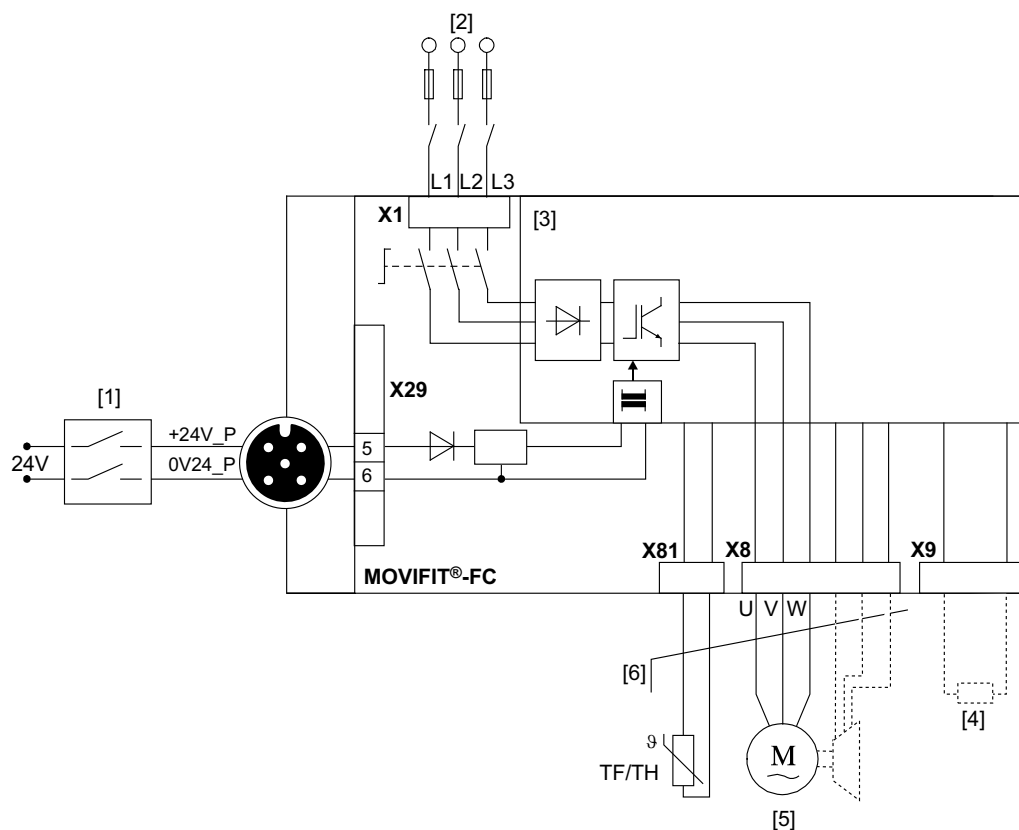 [2]
L1 L2 L3
X1
[3]
X29
[1]
+24V_P
24V
0V24_P
5
6
MOVIFIT®-FC
X81
X8
X9
U V W
[6]
[4]
ϑ
TF/TH
M
[5]